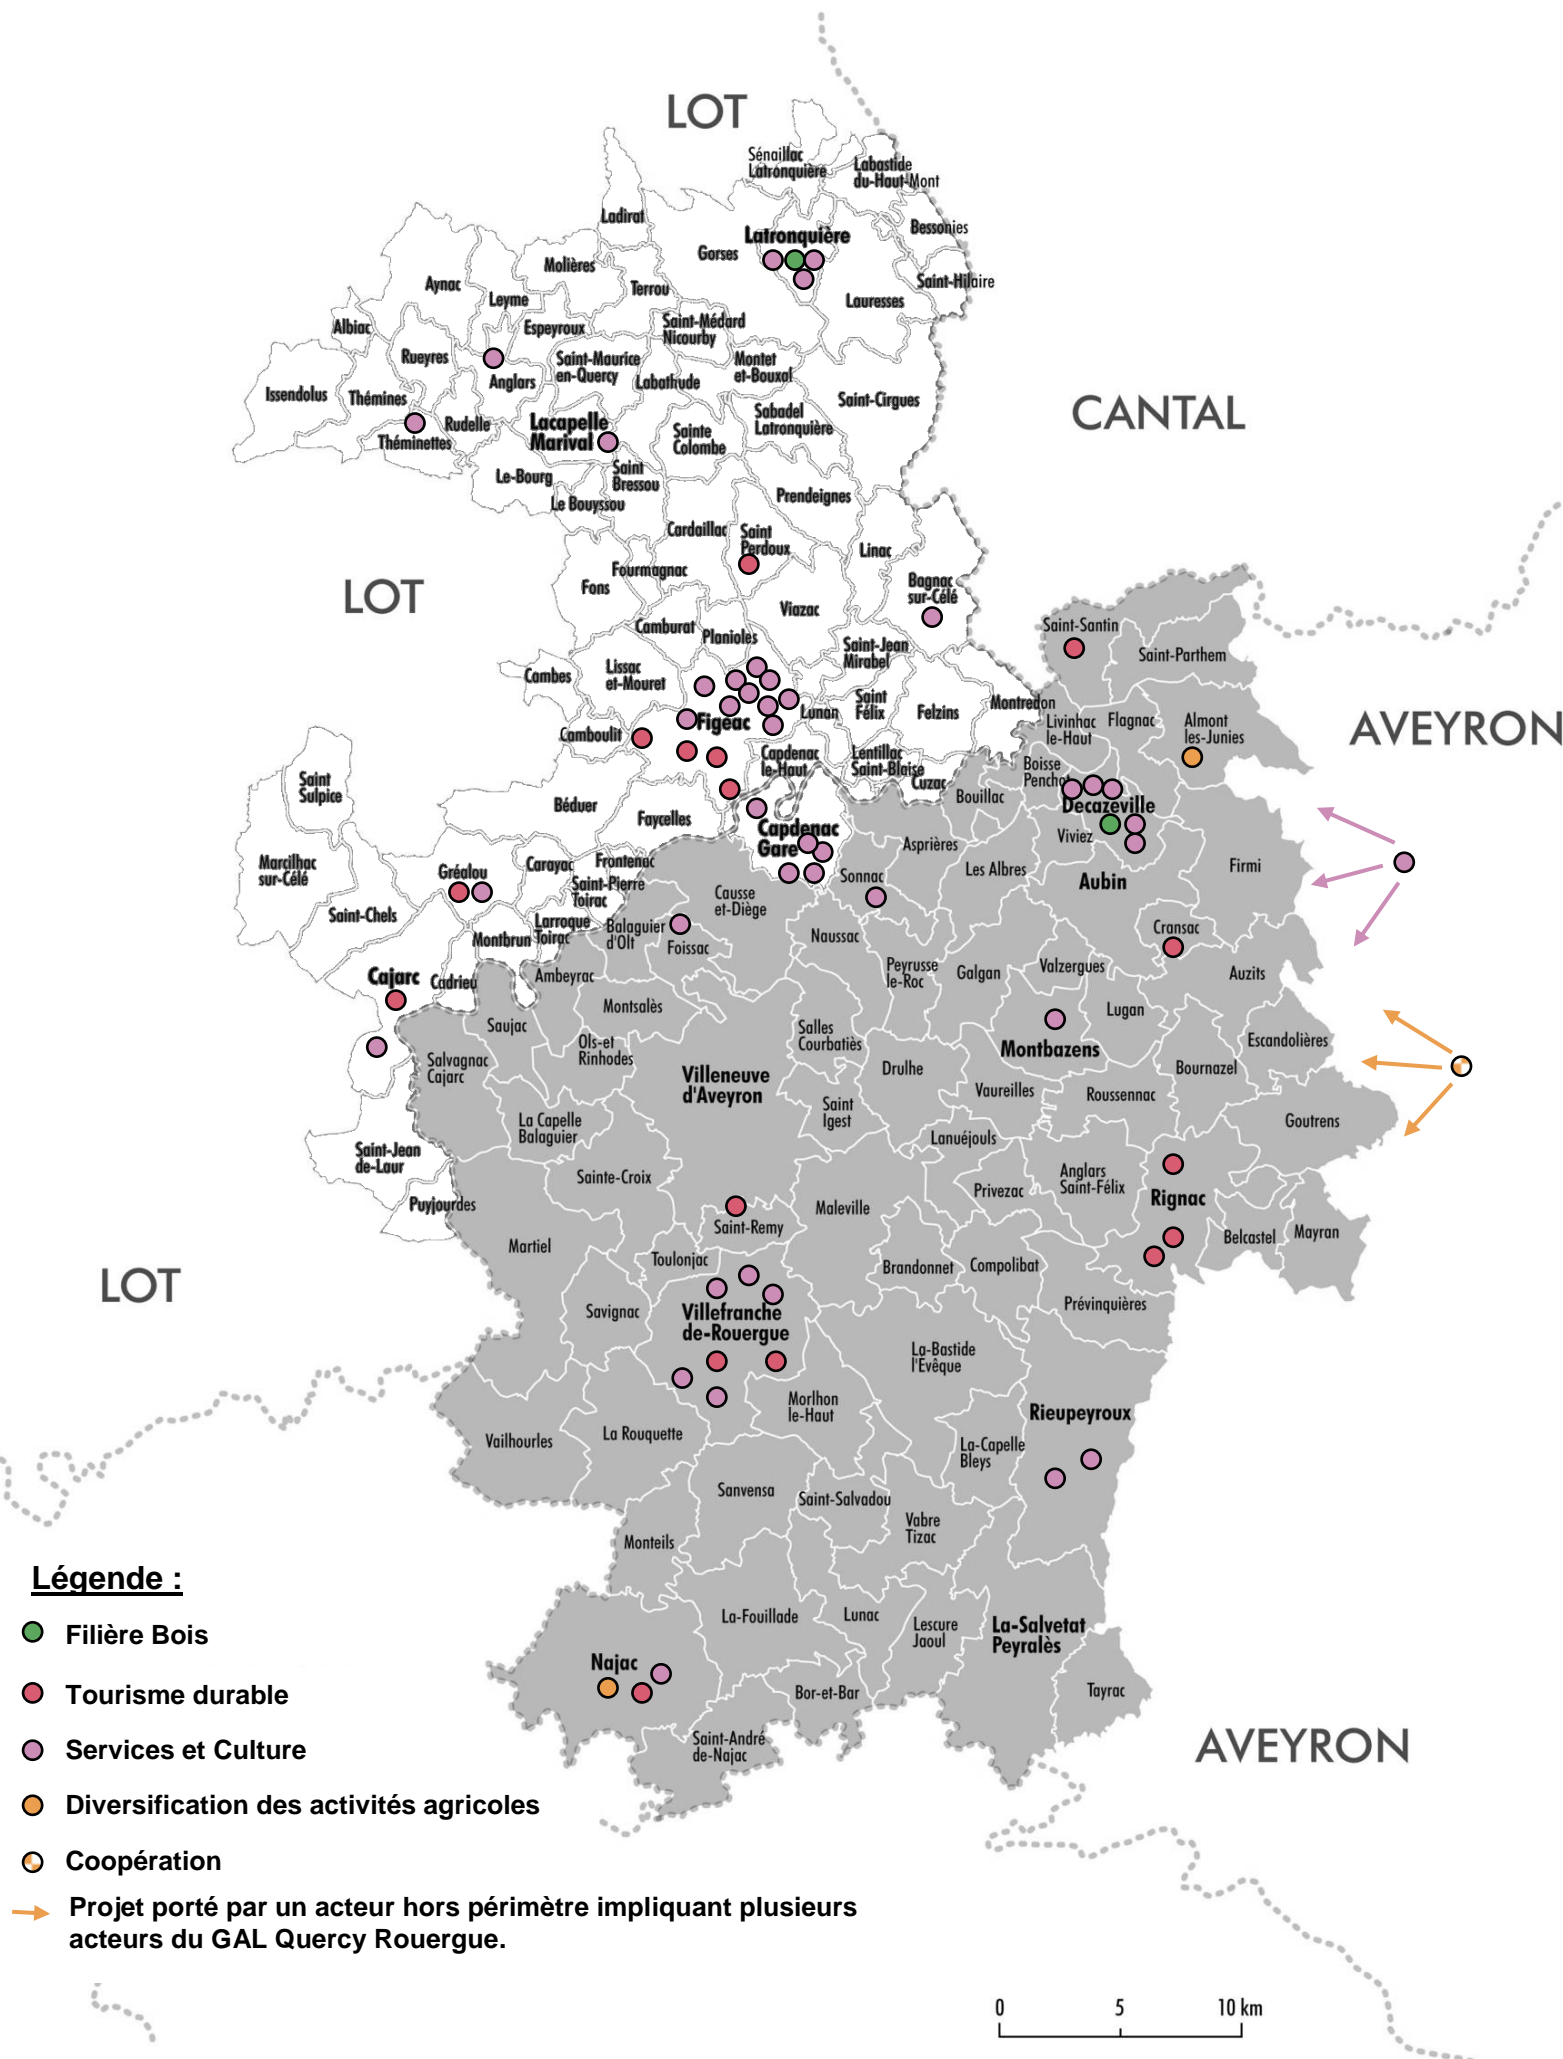 LOT
Sénaillac
Latronquière
Labastide
du-Haut-Mont
Ladirat
Bessonies
Latronquière
Gorses
Molières
Saint-Hilaire
Aynac
Terrou
Leyme
Lauresses
Albiac
Espeyroux
Saint-Médard
Nicourby
Rueyres
Saint-Maurice
en-Quercy
Montet
et-Bouxal
Anglars
Labathude
Issendolus
Thémines
Saint-Cirgues
CANTAL
Sabadel
Latronquière
Rudelle
Lacapelle
Marival
Sainte
Colombe
Théminettes
Le-Bourg
Saint
Bressou
Prendeignes
Le Bouyssou
Cardaillac
Saint
Perdoux
Linac
LOT
Fourmagnac
Fons
Bagnac
sur-Célé
Viazac
Camburat
Planioles
Saint-Santin
Saint-Jean
Mirabel
Saint-Parthem
Cambes
Lissac
et-Mouret
Saint
Félix
Montredon
Lunan
Felzins
Livinhac
le-Haut
Flagnac
Almont
les-Junies
AVEYRON
Figeac
Camboulit
Capdenac
le-Haut
Lentillac
Saint-Blaise
Cuzac
Boisse
Penchot
Saint
Sulpice
Bouillac
Béduer
Faycelles
Decazeville
Capdenac
Gare
Viviez
Asprières
Marcilhac
sur-Célé
Gréalou
Carayac
Frontenac
Les Albres
Firmi
Saint-Pierre
Toirac
Sonnac
Aubin
Causse
et-Diège
Saint-Chels
Larroque
Toirac
Balaguier
d'Olt
Montbrun
Foissac
Naussac
Cransac
Cajarc
Cadrieu
Ambeyrac
Peyrusse
le-Roc
Galgan
Valzergues
Auzits
Montsalès
Lugan
Saujac
Salles
Courbatiès
Escandolières
Ols-et
Rinhodes
Montbazens
Salvagnac
Cajarc
Villeneuve
d'Aveyron
Drulhe
Bournazel
Vaureilles
Roussennac
Saint
Igest
Goutrens
La Capelle
Balaguier
Lanuéjouls
Saint-Jean
de-Laur
Sainte-Croix
Anglars
Saint-Félix
Privezac
Rignac
Puyjourdes
Maleville
Saint-Remy
Belcastel
Mayran
Martiel
Toulonjac
Brandonnet
Compolibat
LOT
Savignac
Villefranche
de-Rouergue
Prévinquières
La-Bastide
l'Evêque
Morlhon
le-Haut
Rieupeyroux
Vailhourles
La Rouquette
La-Capelle
Bleys
Sanvensa
Saint-Salvadou
Vabre
Tizac
Monteils
La-Fouillade
Lunac
Lescure
Jaoul
La-Salvetat
Peyralès
Najac
Bor-et-Bar
Tayrac
Saint-André
de-Najac
AVEYRON
Légende :
Filière Bois
Tourisme durable
Services et Culture
Diversification des activités agricoles
Coopération
Projet porté par un acteur hors périmètre impliquant plusieurs
acteurs du GAL Quercy Rouergue.
0 5 10 km